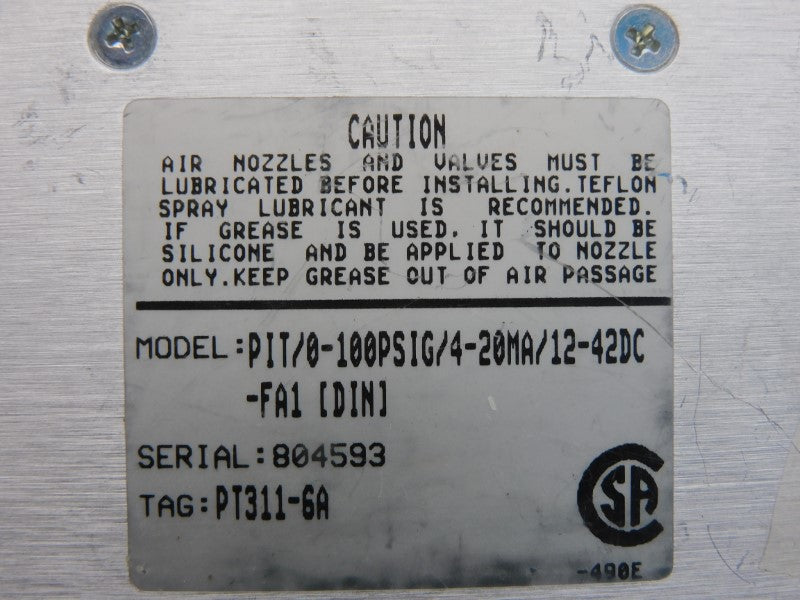 CAUTION
AIR NOZZLES AND VALVES MUST BE
LUBRICATED BEFORE INSTALLING.TEFLON
SPRAY LUBRICANT IS RECOMMENDED.
IF GREASE IS USED, IT SHOULD BE
SILICONE AND BE APPLIED TO NOZZLE
ONLY.KEEP GREASE OUT OF AIR PASSAGE
MODEL:PIT/0-100PSIG/4-20MA/12-42DC
-FA1 [DIN]
SERIAL:804593
TAG:PT311-6A
CSA
-490E